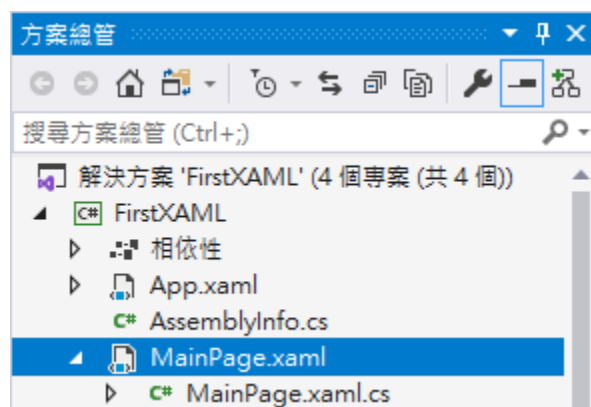 方案總管
搜尋方案總管 (Ctrl+;)
解決方案 'FirstXAML' (4 個專案 (共 4 個))
C# FirstXAML
相依性
App.xaml
C# AssemblyInfo.cs
MainPage.xaml
C# MainPage.xaml.cs